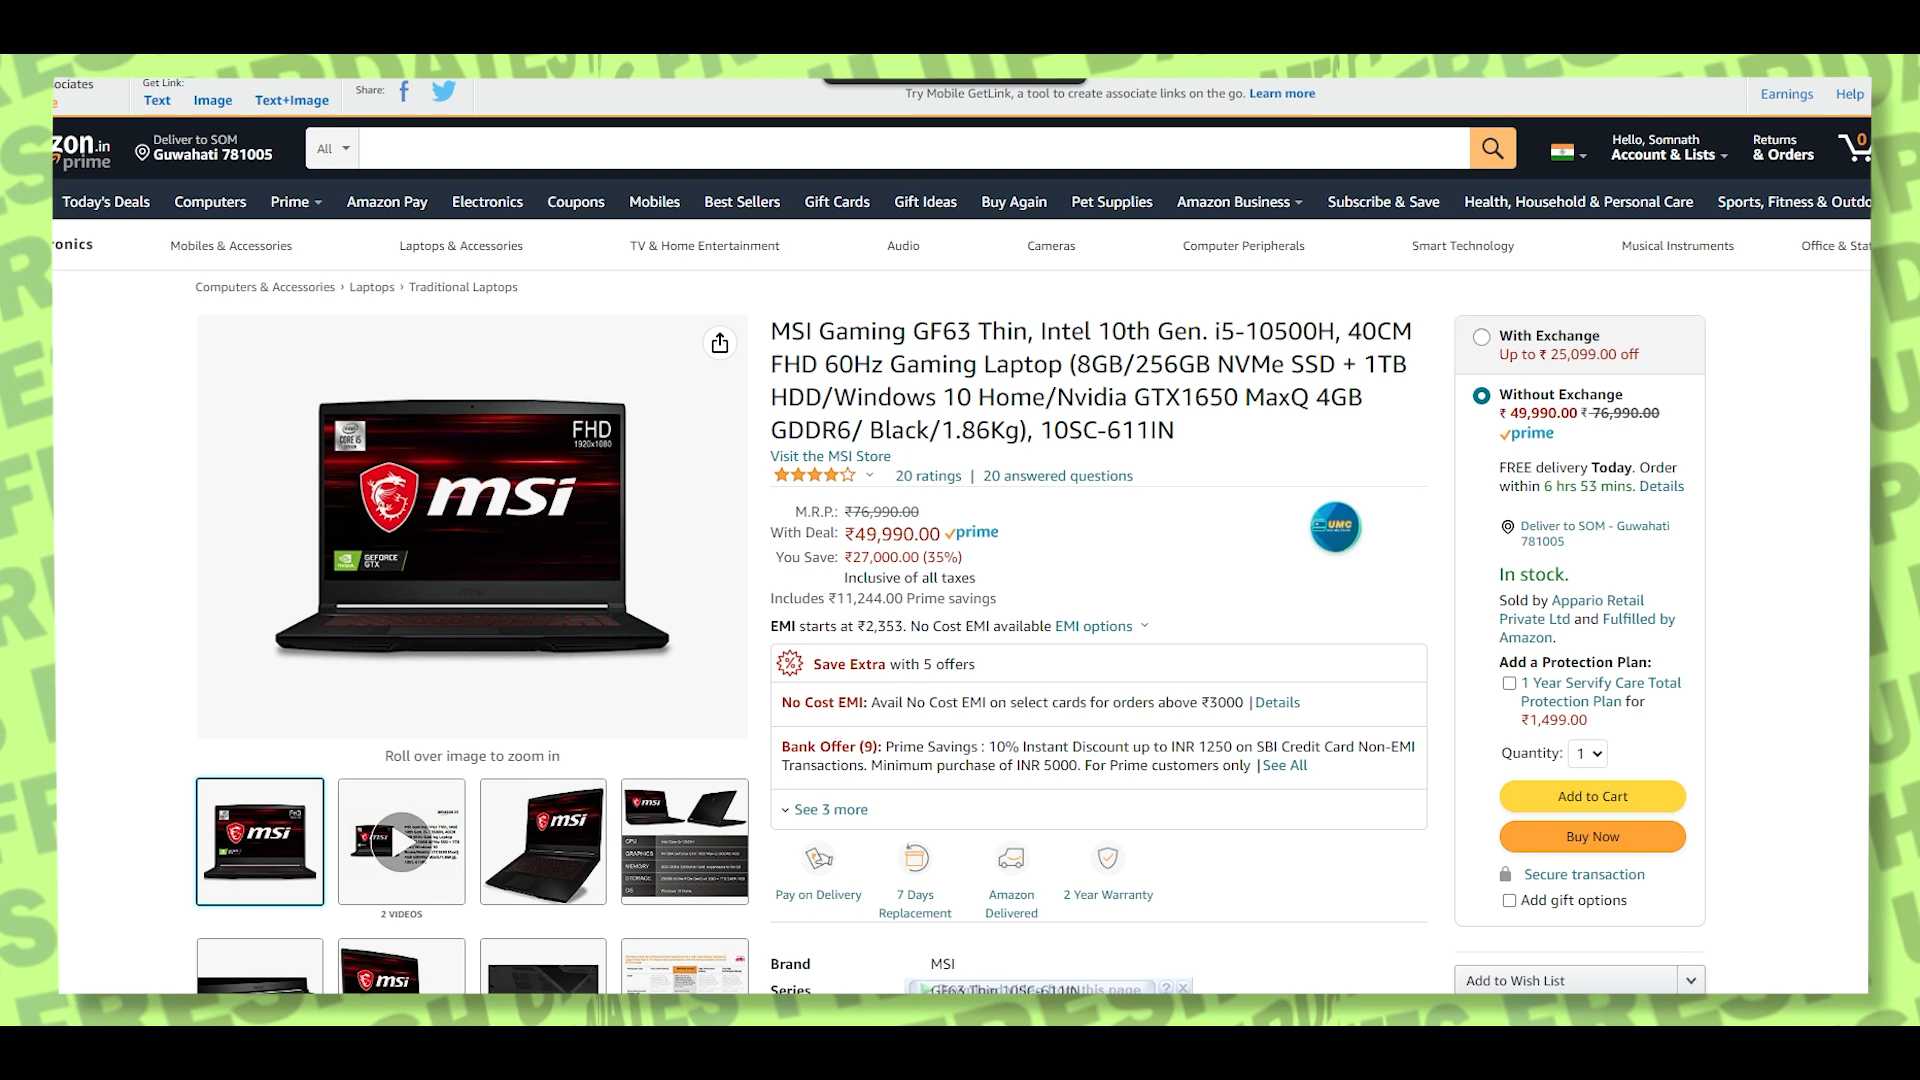 ociates
Get Link:
Text Image Text+Image
Share:
Try Mobile GetLink, a tool to create associate links on the go. Learn more
Earnings Help
zon.in
prime
Deliver to SOM
Guwahati 781005
All
Hello, Somnath
Account & Lists
Returns
& Orders
0
Today's Deals Computers Prime Amazon Pay Electronics Coupons Mobiles Best Sellers Gift Cards Gift Ideas Buy Again Pet Supplies Amazon Business Subscribe & Save Health, Household & Personal Care Sports, Fitness & Outdo
onics Mobiles & Accessories Laptops & Accessories TV & Home Entertainment Audio Cameras Computer Peripherals Smart Technology Musical Instruments Office & Stat
Computers & Accessories › Laptops › Traditional Laptops
intel
CORE i5
FHD
1920x1080
msi
GEFORCE
GTX
Roll over image to zoom in
2 VIDEOS
MSI Gaming GF63 Thin, Intel 10th Gen. i5-10500H, 40CM
FHD 60Hz Gaming Laptop (8GB/256GB NVMe SSD + 1TB
HDD/Windows 10 Home/Nvidia GTX1650 MaxQ 4GB
GDDR6/ Black/1.86Kg), 10SC-611IN
Visit the MSI Store
20 ratings | 20 answered questions
M.R.P.: ₹76,990.00
With Deal: ₹49,990.00 prime
You Save: ₹27,000.00 (35%)
Inclusive of all taxes
Includes ₹11,244.00 Prime savings
UMC
EMI starts at ₹2,353. No Cost EMI available EMI options
Save Extra with 5 offers
No Cost EMI: Avail No Cost EMI on select cards for orders above ₹3000 |Details
Bank Offer (9): Prime Savings : 10% Instant Discount up to INR 1250 on SBI Credit Card Non-EMI
Transactions. Minimum purchase of INR 5000. For Prime customers only |See All
See 3 more
Pay on Delivery
7 Days
Replacement
Amazon
Delivered
2 Year Warranty
Brand MSI
Series GF63 Thin 10SC-611IN
With Exchange
Up to ₹ 25,099.00 off
Without Exchange
₹ 49,990.00 ₹ 76,990.00
prime
FREE delivery Today. Order
within 6 hrs 53 mins. Details
Deliver to SOM - Guwahati
781005
In stock.
Sold by Appario Retail
Private Ltd and Fulfilled by
Amazon.
Add a Protection Plan:
1 Year Servify Care Total
Protection Plan for
₹1,499.00
Quantity: 1
Add to Cart
Buy Now
Secure transaction
Add gift options
Add to Wish List